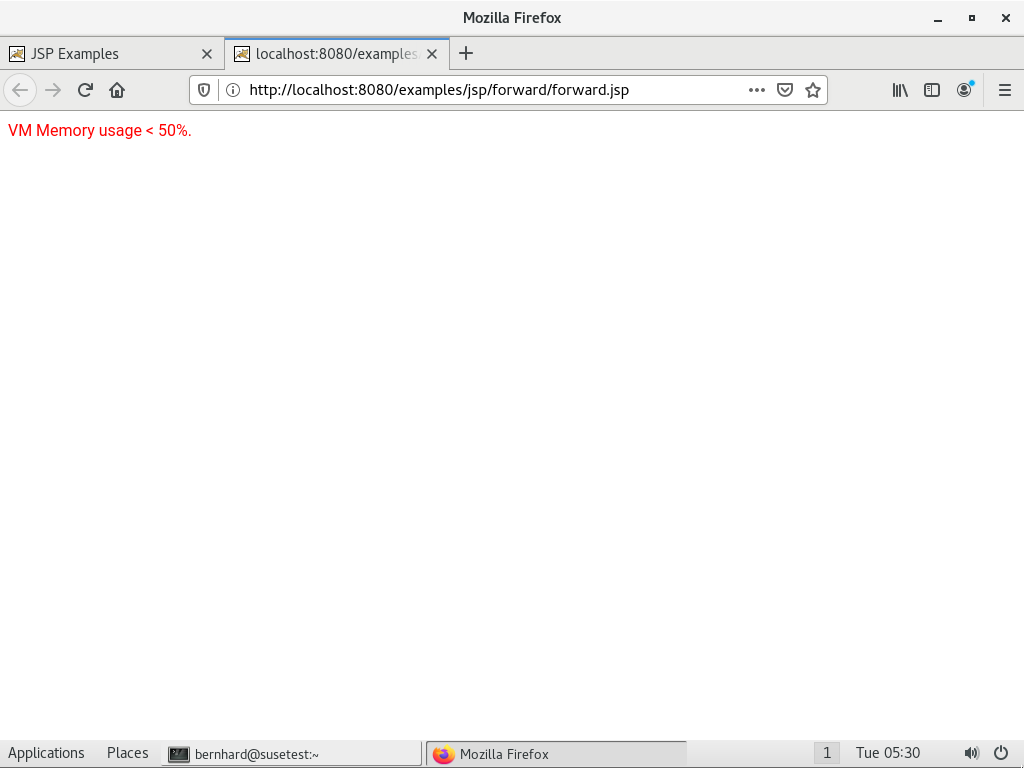 Mozilla Firefox
JSP Examples
localhost:8080/examples
http://localhost:8080/examples/jsp/forward/forward.jsp
VM Memory usage < 50%.
Applications Places bernhard@susetest:~ Mozilla Firefox 1 Tue 05:30